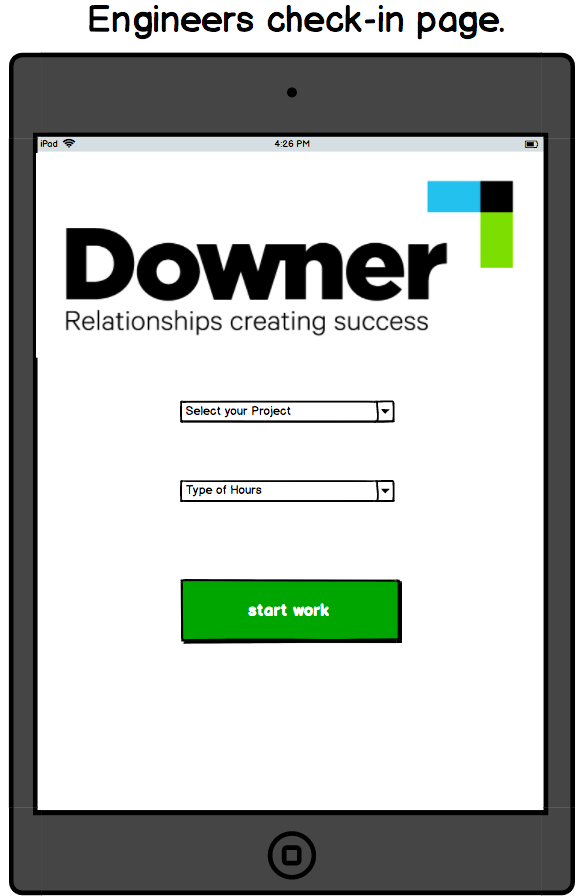 Engineers check-in page.
iPod 4:26 PM
Downer
Relationships creating success
Select your Project
Type of Hours
start work